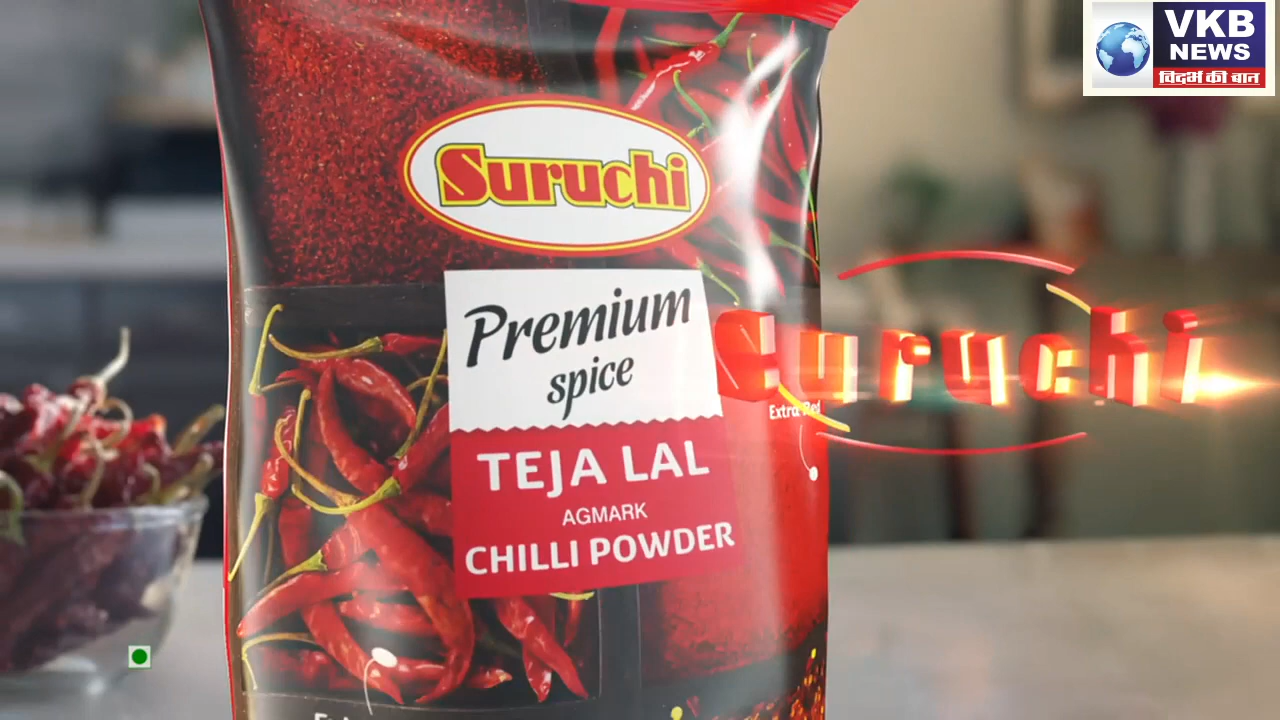 VKB
NEWS
विदर्भ की बात
Suruchi
Premium
spice
Suruchi
Extra Red
TEJA LAL
AGMARK
CHILLI POWDER